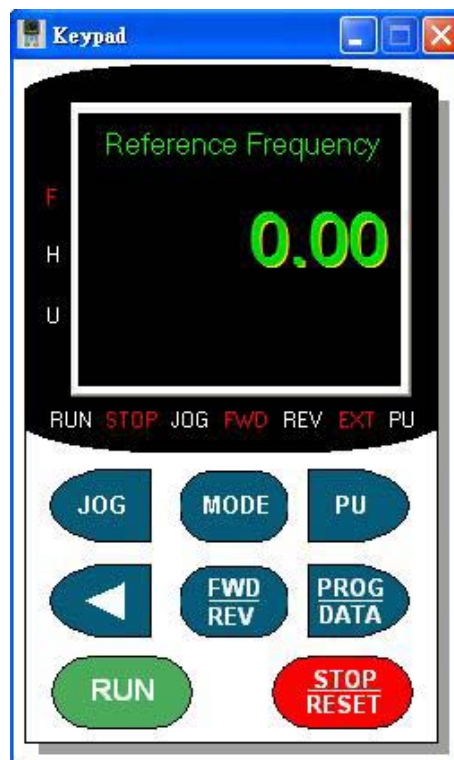 Keypad
Reference Frequency
F
0.00
H
U
RUN STOP JOG FWD REV EXT PU
JOG MODE PU
FWD PROG
REV DATA
RUN STOP
RESET